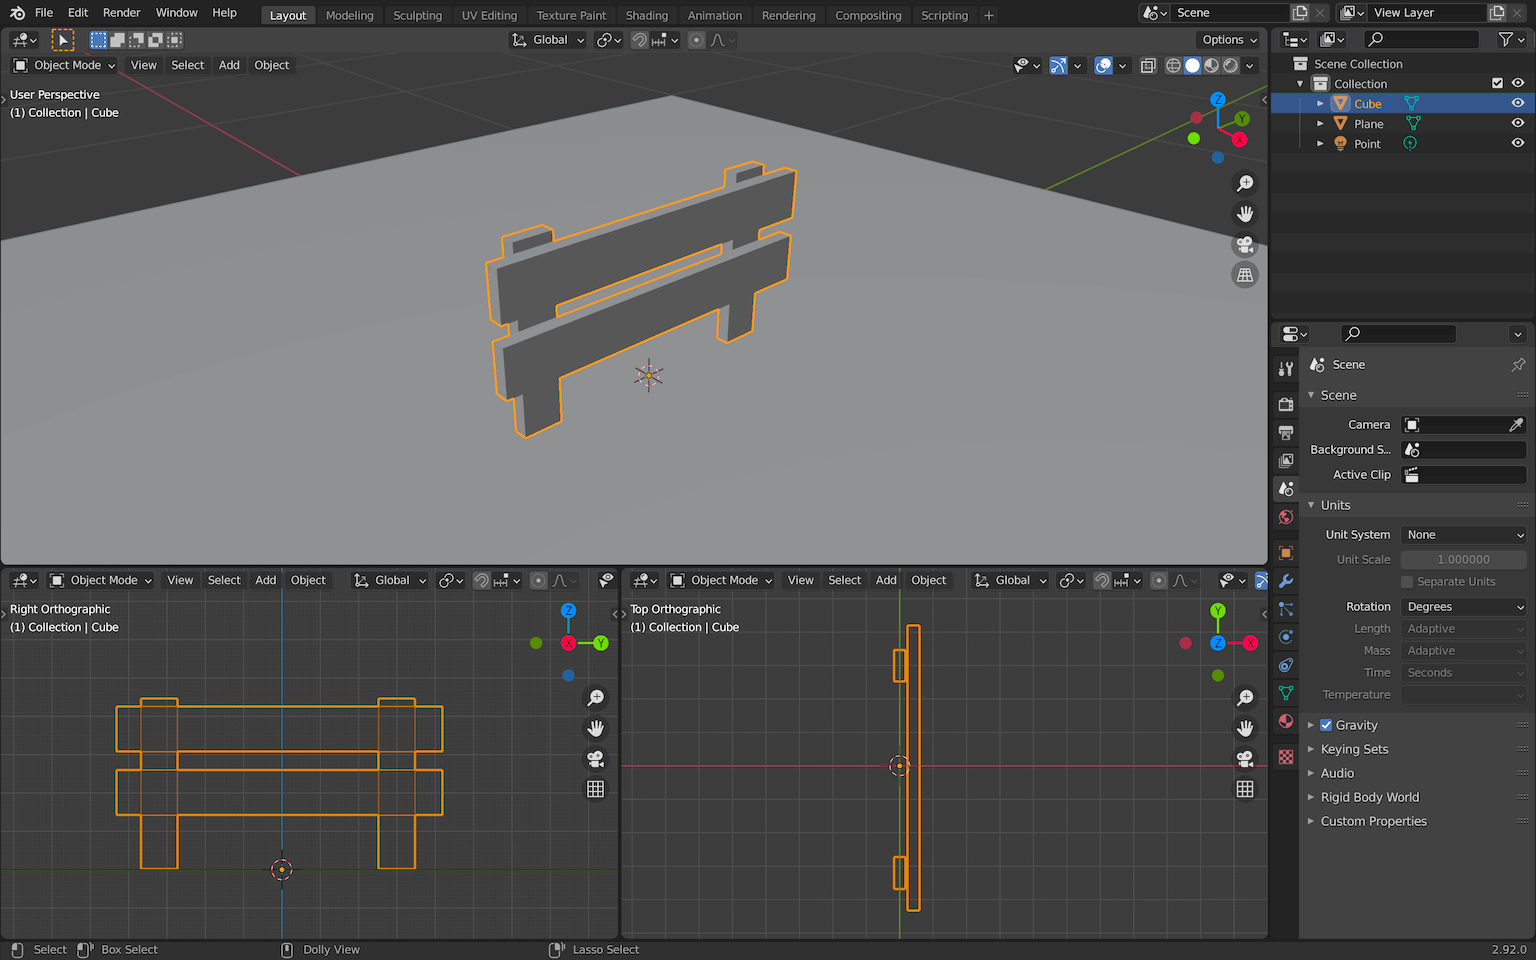 File Edit Render Window Help
Layout Modeling Sculpting UV Editing Texture Paint Shading Animation Rendering Compositing Scripting +
Scene
View Layer
Global
Options
Object Mode View Select Add Object
User Perspective
(1) Collection | Cube
Z
Y
X
Scene Collection
Collection
Cube
Plane
Point
Scene
Scene
Camera
Background S...
Active Clip
Units
Unit System None
Unit Scale 1.000000
Separate Units
Rotation Degrees
Length Adaptive
Mass Adaptive
Time Seconds
Temperature
Gravity
Keying Sets
Audio
Rigid Body World
Custom Properties
Object Mode View Select Add Object Global
Right Orthographic
(1) Collection | Cube
Z
X
Y
Object Mode View Select Add Object Global
Top Orthographic
(1) Collection | Cube
Y
Z
X
Select Box Select Dolly View Lasso Select 2.92.0